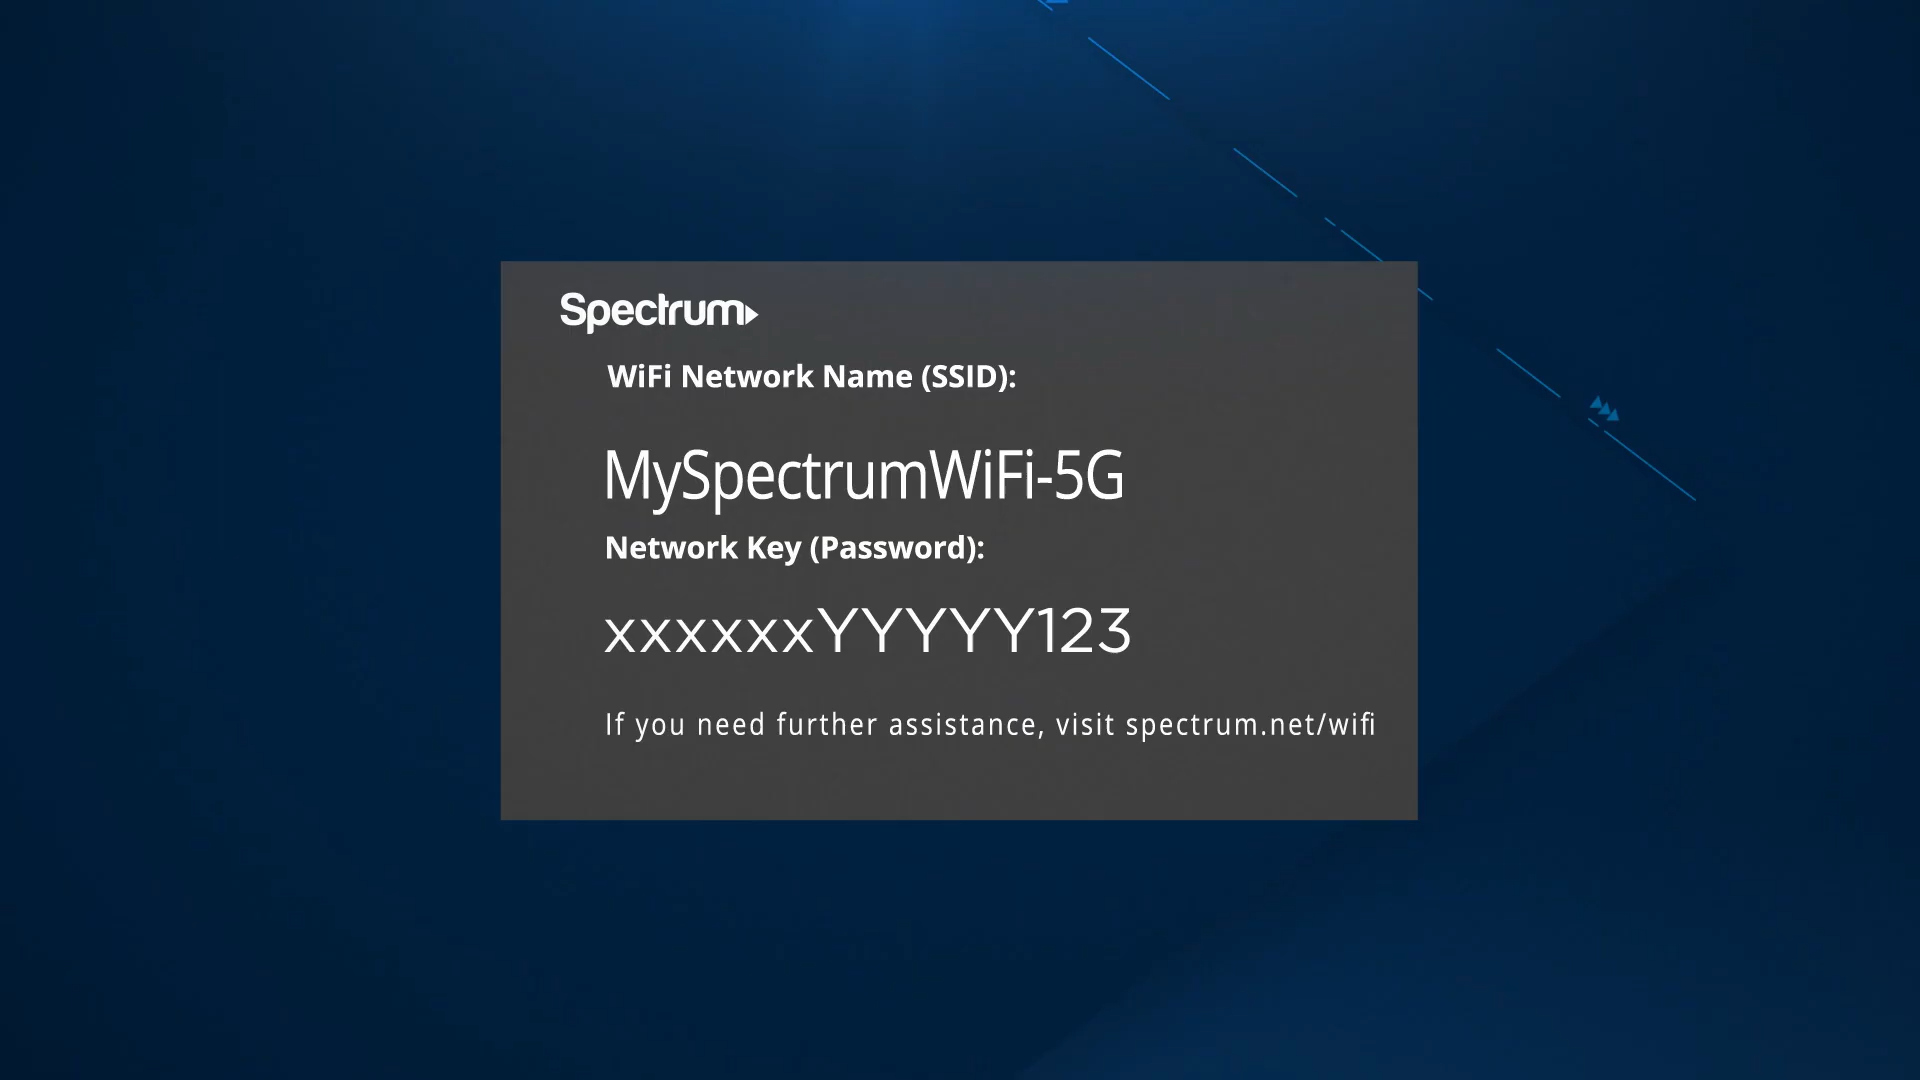 Spectrum
WiFi Network Name (SSID):
MySpectrumWiFi-5G
Network Key (Password):
xxxxxxYYYYY123
If you need further assistance, visit spectrum.net/wifi